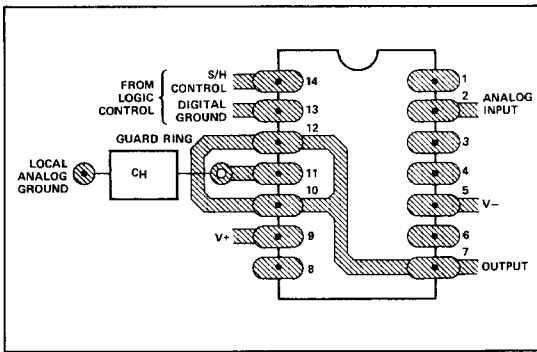 FROM
LOGIC
CONTROL
S/H
CONTROL
DIGITAL
GROUND
GUARD RING
LOCAL
ANALOG
GROUND
CH
V+
14
13
12
11
10
9
8
1
2
3
4
5
6
7
ANALOG
INPUT
V–
OUTPUT